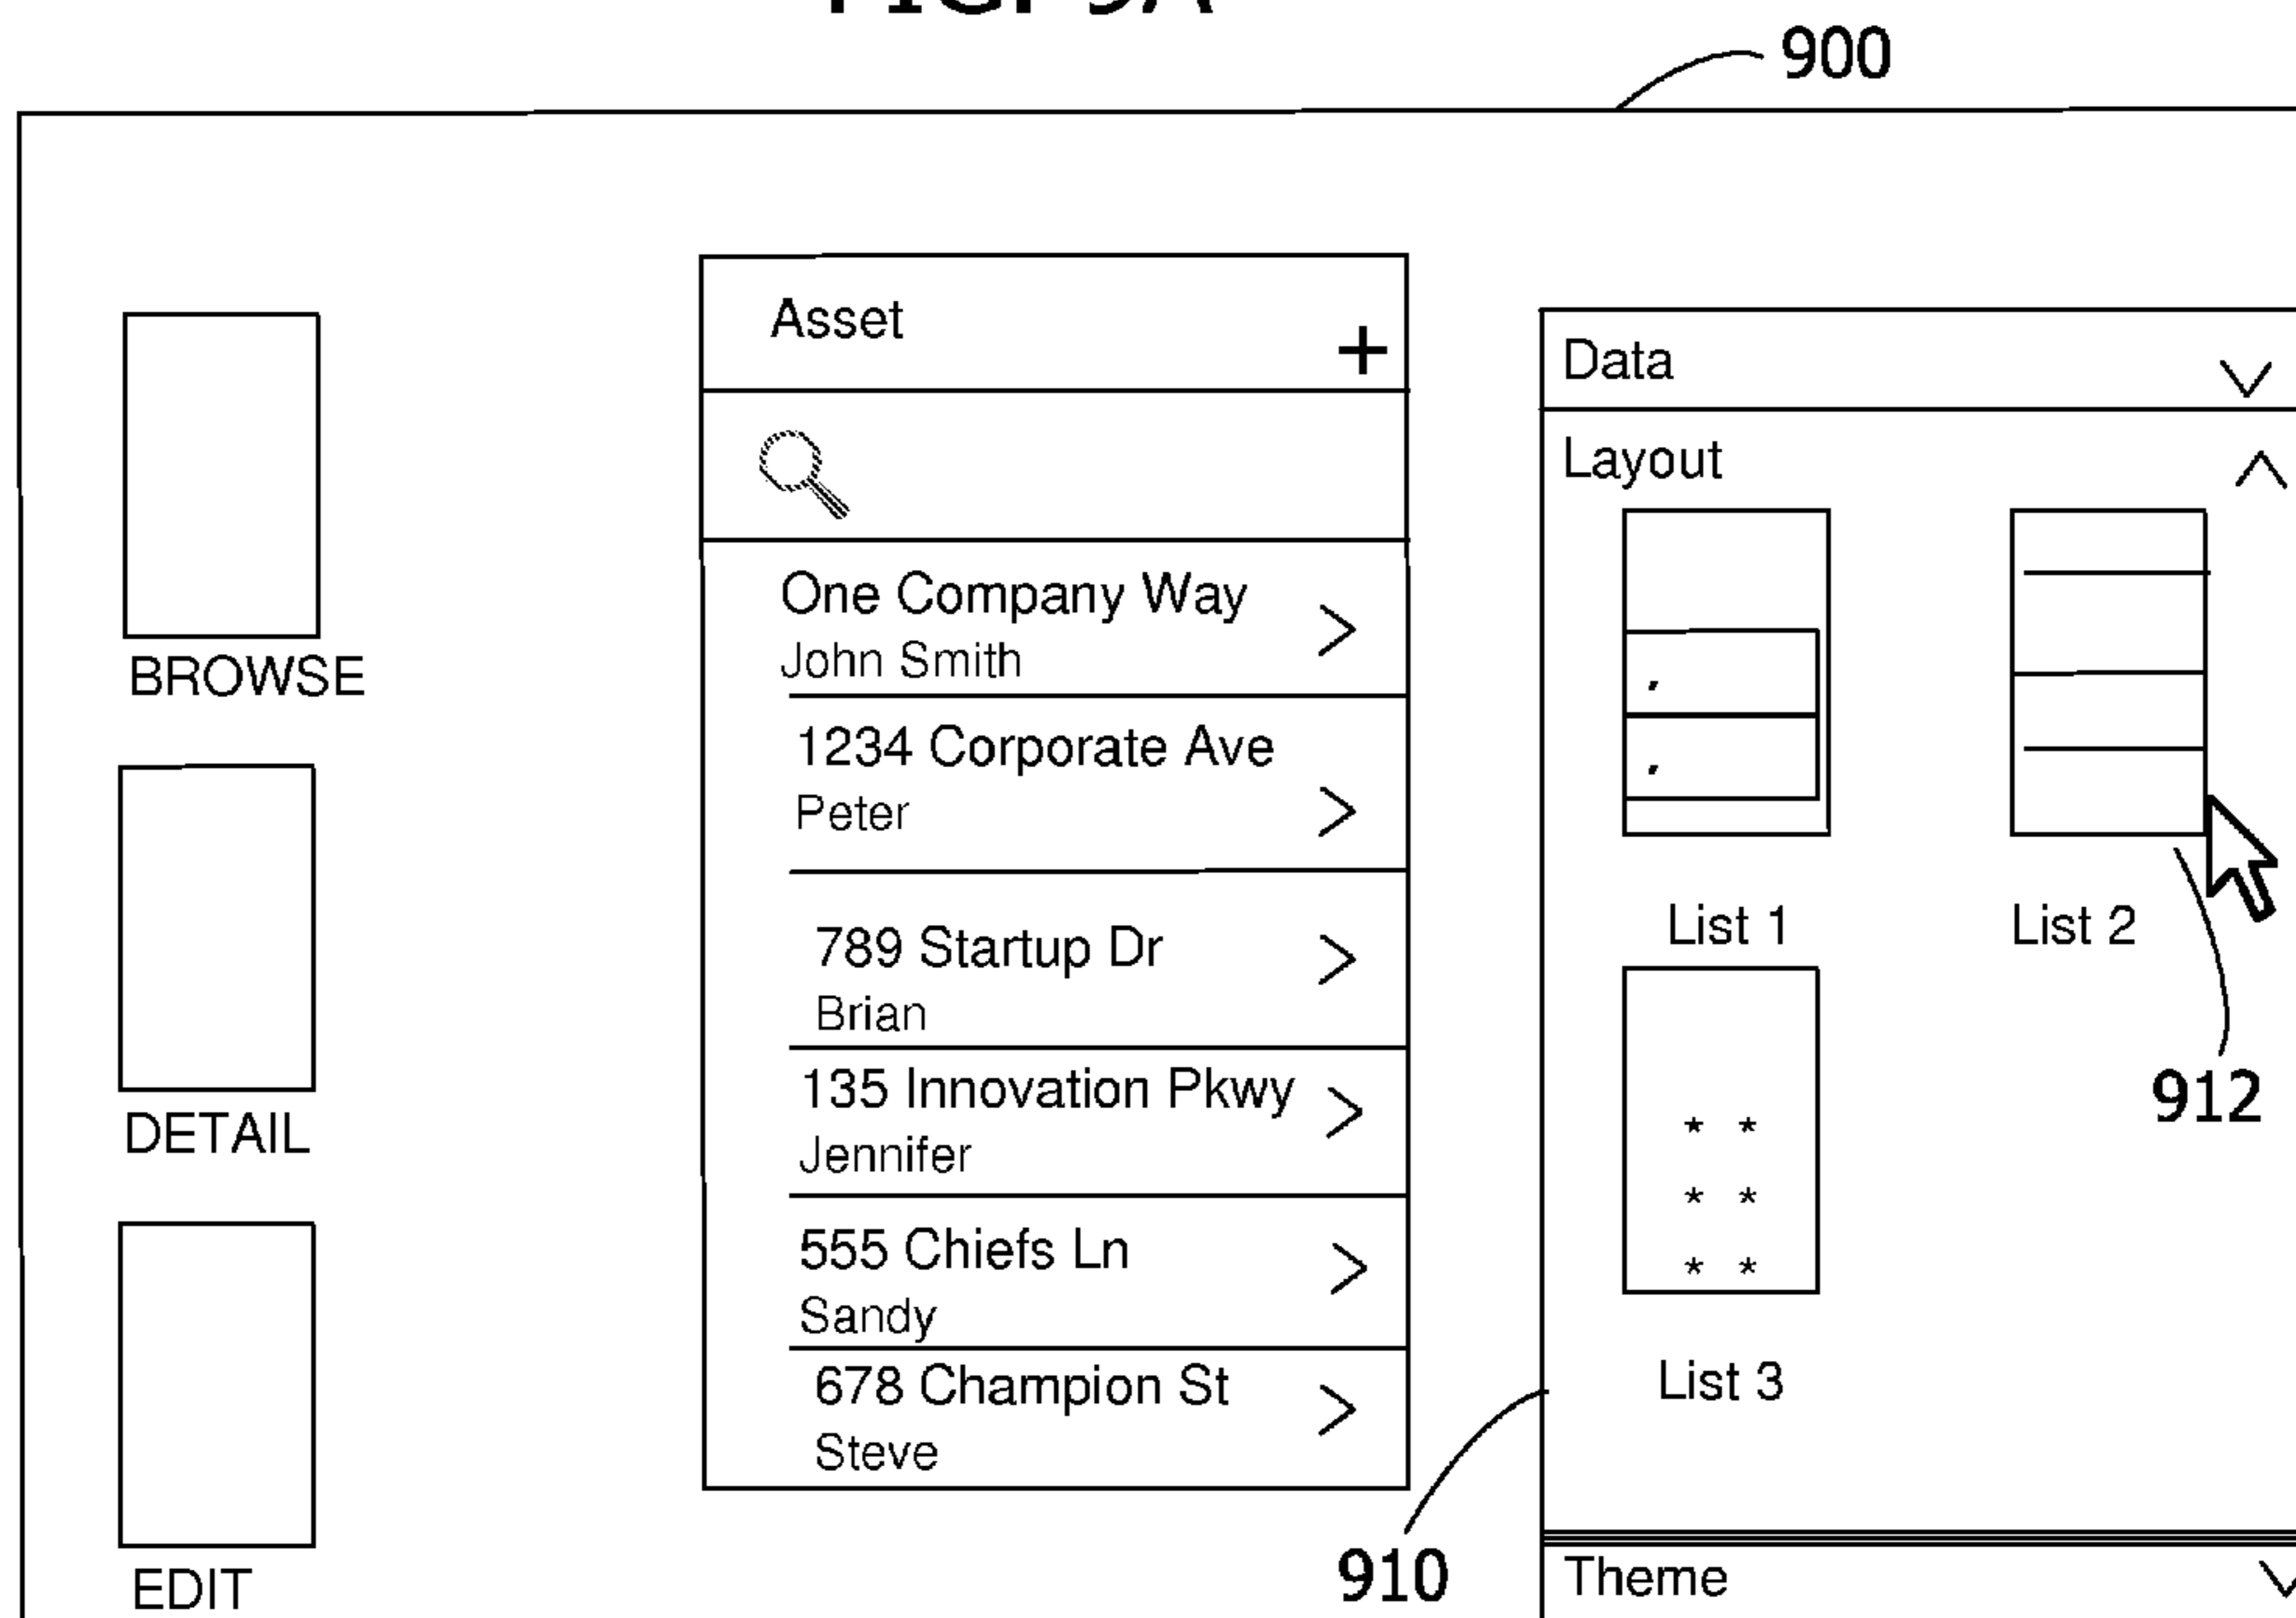 FIG. 9A
900
BROWSE
DETAIL
EDIT
Asset
+
One Company Way
John Smith
1234 Corporate Ave
Peter
789 Startup Dr
Brian
135 Innovation Pkwy
Jennifer
555 Chiefs Ln
Sandy
678 Champion St
Steve
Data
Layout
List 1
List 2
912
* *
* *
* *
List 3
910
Theme